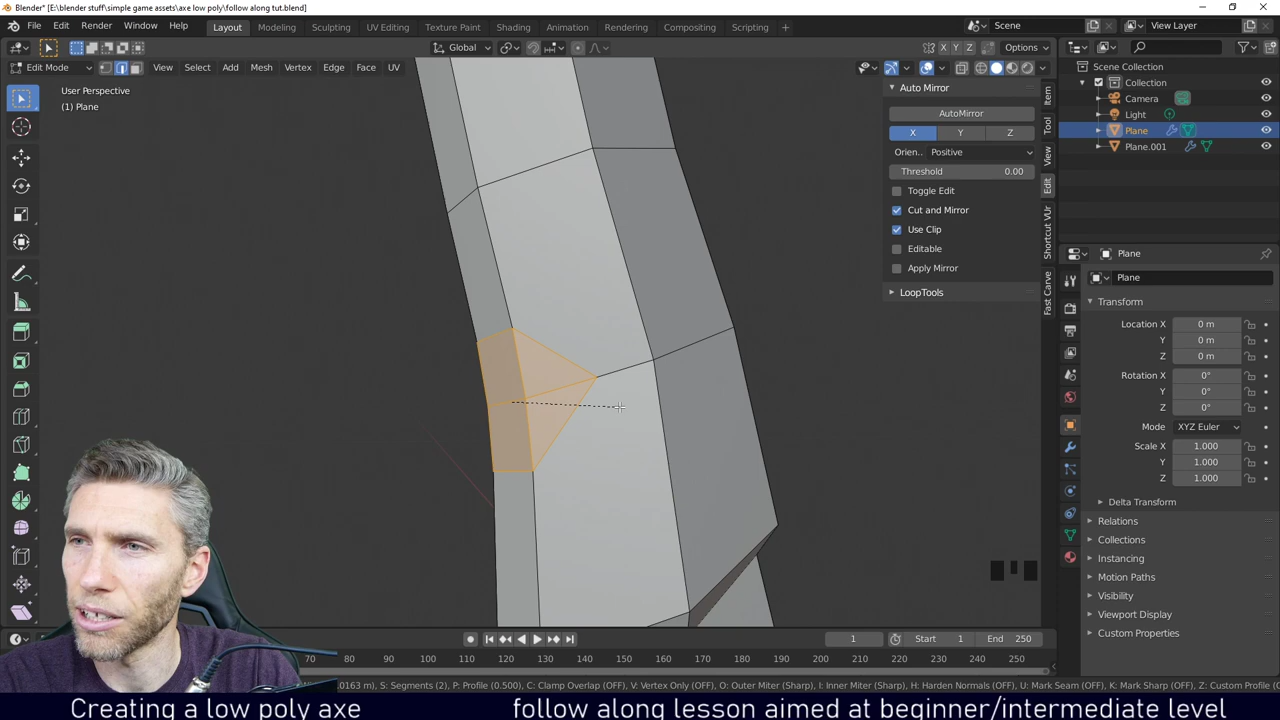 Blender* [E:\blender stuff\simple game assets\axe low poly\follow along tut.blend]
File Edit Render Window Help Layout Modeling Sculpting UV Editing Texture Paint Shading Animation Rendering Compositing Scripting Scene View Layer
Global X Y Z Options
Edit Mode View Select Add Mesh Vertex Edge Face UV
User Perspective
(1) Plane
Auto Mirror
AutoMirror
X Y Z
Orien.. Positive
Threshold 0.00
Toggle Edit
Cut and Mirror
Use Clip
Editable
Apply Mirror
LoopTools
Item
Tool
View
Edit
Shortcut VUr
Fast Carve
Scene Collection
Collection
Camera
Light
Plane
Plane.001
Plane
Plane
Transform
Location X 0 m
Y 0 m
Z 0 m
Rotation X 0°
Y 0°
Z 0°
Mode XYZ Euler
Scale X 1.000
Y 1.000
Z 1.000
Delta Transform
Relations
Collections
Instancing
Motion Paths
Visibility
Viewport Display
Custom Properties
1 Start 1 End 250
70 80 90 100 110 120 130 140 150 160 170 180 190 200 210 220 230 240 250
.0163 m), S: Segments (2), P: Profile (0.500), C: Clamp Overlap (OFF), V: Vertex Only (OFF), O: Outer Miter (Sharp), I: Inner Miter (Sharp), H: Harden Normals (OFF), U: Mark Seam (OFF), K: Mark Sharp (OFF), Z: Custom Profile (
Creating a low poly axe follow along lesson aimed at beginner/intermediate level